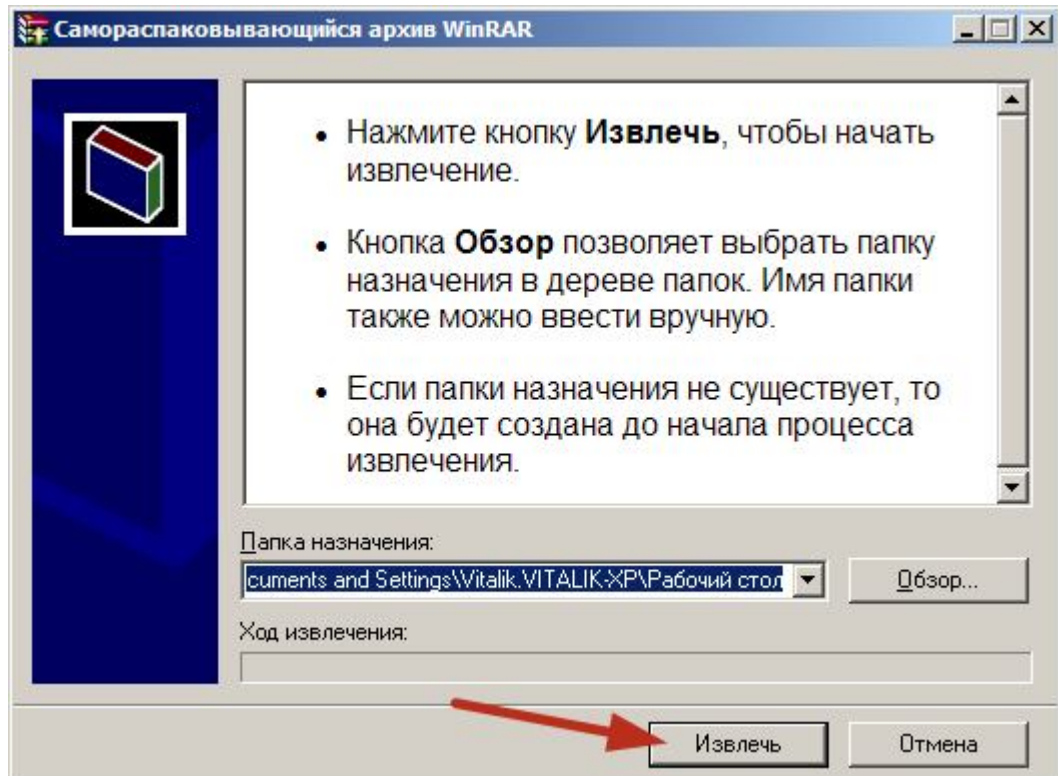 Самораспаковывающийся архив WinRAR
• Нажмите кнопку Извлечь, чтобы начать
извлечение.
• Кнопка Обзор позволяет выбрать папку
назначения в дереве папок. Имя папки
также можно ввести вручную.
• Если папки назначения не существует, то
она будет создана до начала процесса
извлечения.
Папка назначения:
cuments and Settings\Vitalik.VITALIK-XP\Рабочий стол
Обзор...
Ход извлечения:
Извлечь
Отмена